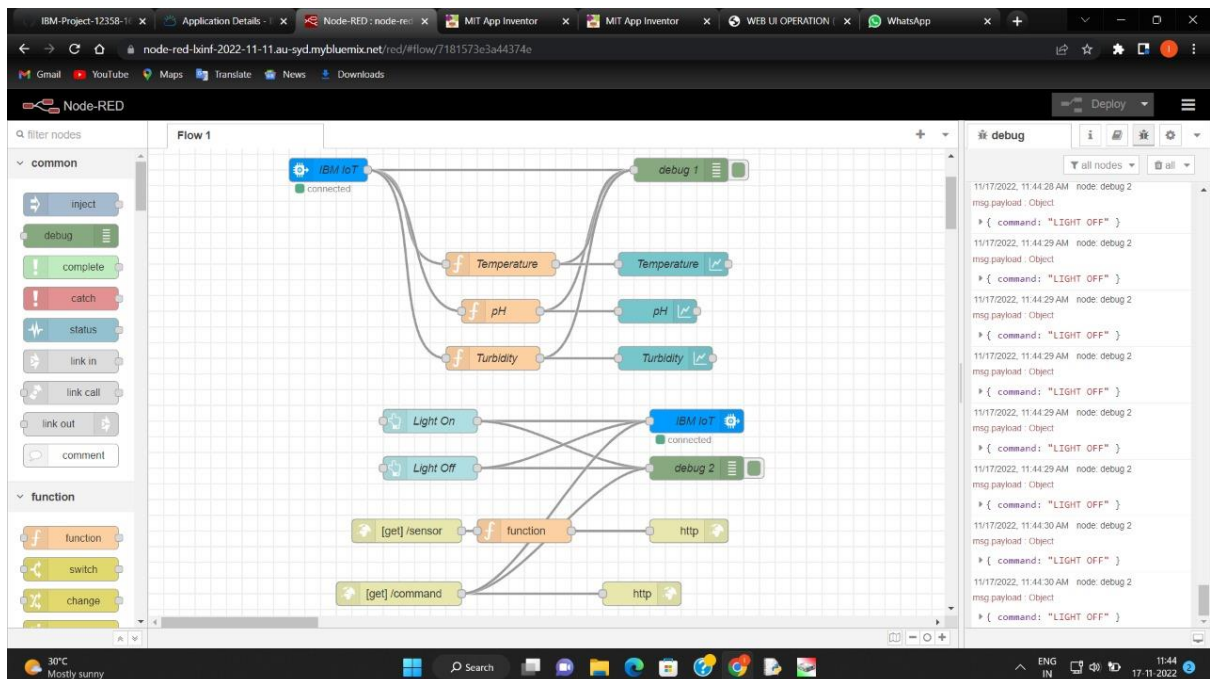 IBM-Project-12358-1
Application Details -
Node-RED : node-red
MIT App Inventor
MIT App Inventor
WEB UI OPERATION (
WhatsApp
node-red-lxinf-2022-11-11.au-syd.mybluemix.net/red/#flow/7181573e3a44374e
Gmail
YouTube
Maps
Translate
News
Downloads
Node-RED
Deploy
filter nodes
Flow 1
debug
i
common
all nodes
all
inject
debug
complete
catch
status
link in
link call
link out
comment
function
function
switch
change
IBM IoT
connected
debug 1
Temperature
Temperature
pH
pH
Turbidity
Turbidity
Light On
IBM IoT
connected
Light Off
debug 2
[get] /sensor
function
http
[get] /command
http
11/17/2022, 11:44:28 AM node: debug 2
msg.payload : Object
{ command: "LIGHT OFF" }
11/17/2022, 11:44:29 AM node: debug 2
msg.payload : Object
{ command: "LIGHT OFF" }
11/17/2022, 11:44:29 AM node: debug 2
msg.payload : Object
{ command: "LIGHT OFF" }
11/17/2022, 11:44:29 AM node: debug 2
msg.payload : Object
{ command: "LIGHT OFF" }
11/17/2022, 11:44:29 AM node: debug 2
msg.payload : Object
{ command: "LIGHT OFF" }
11/17/2022, 11:44:29 AM node: debug 2
msg.payload : Object
{ command: "LIGHT OFF" }
11/17/2022, 11:44:30 AM node: debug 2
msg.payload : Object
{ command: "LIGHT OFF" }
11/17/2022, 11:44:30 AM node: debug 2
msg.payload : Object
{ command: "LIGHT OFF" }
30°C
Mostly sunny
Search
ENG
IN
11:44
17-11-2022
2